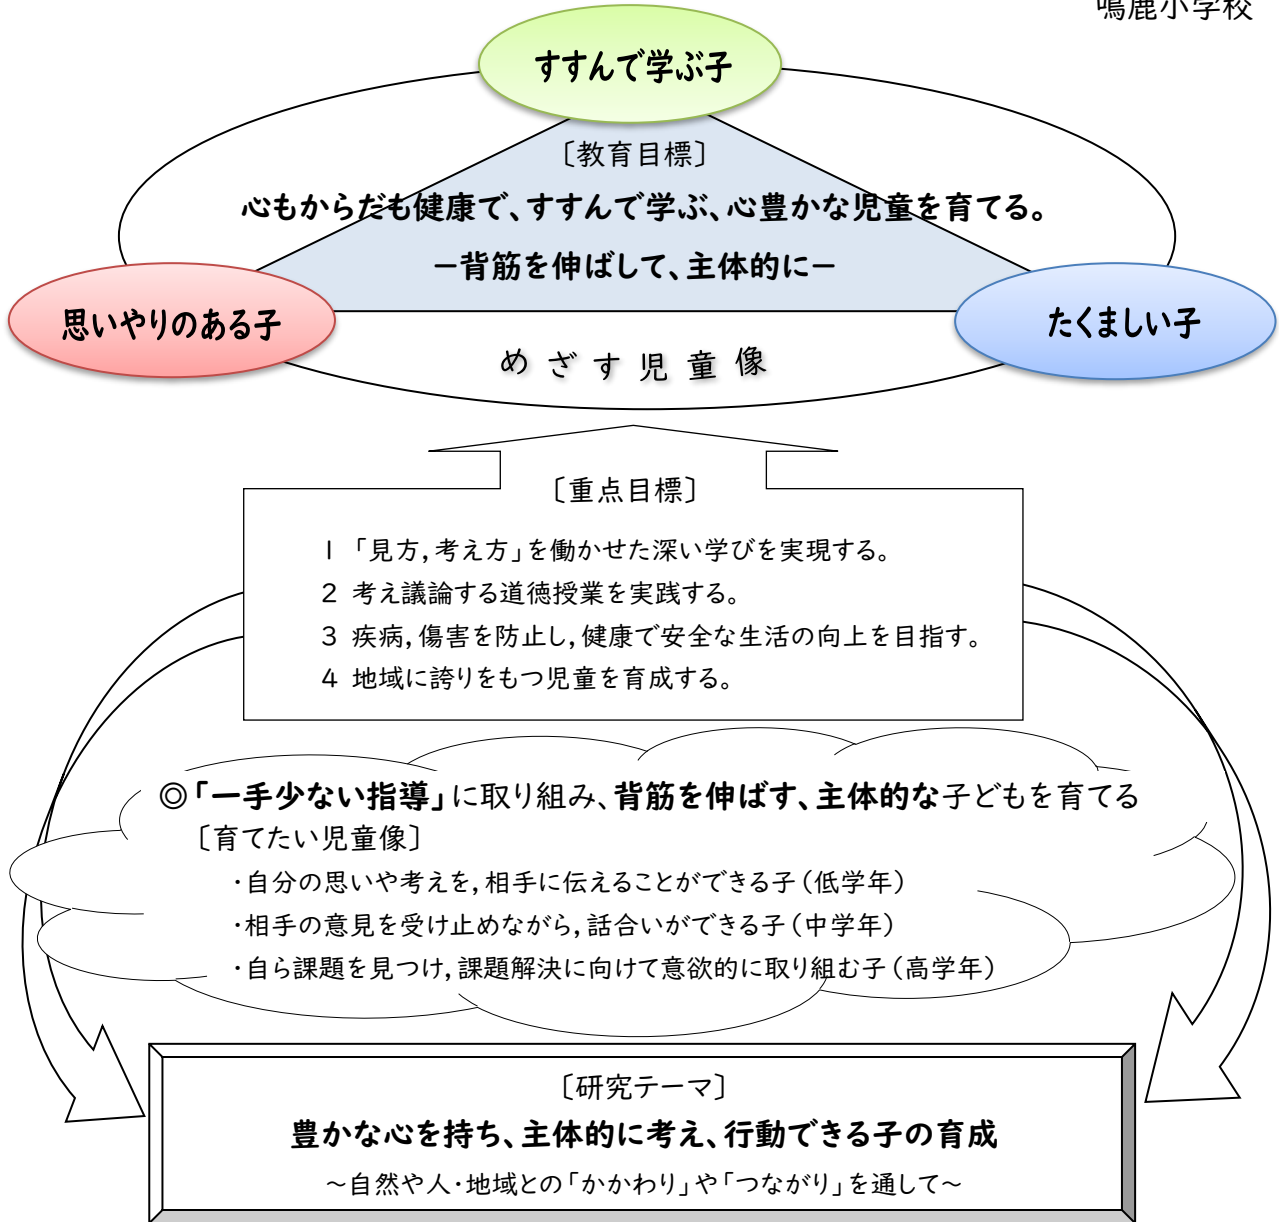 鳴鹿小学校
すすんで学ぶ子
〔教育目標〕
心もからだも健康で、すすんで学ぶ、心豊かな児童を育てる。
－背筋を伸ばして、主体的に－
思いやりのある子
たくましい子
めざす児童像
〔重点目標〕
1 「見方,考え方」を働かせた深い学びを実現する。
2 考え議論する道徳授業を実践する。
3 疾病,傷害を防止し,健康で安全な生活の向上を目指す。
4 地域に誇りをもつ児童を育成する。
◎「一手少ない指導」に取り組み、背筋を伸ばす、主体的な子どもを育てる
〔育てたい児童像〕
・自分の思いや考えを,相手に伝えることができる子(低学年)
・相手の意見を受け止めながら,話合いができる子(中学年)
・自ら課題を見つけ,課題解決に向けて意欲的に取り組む子(高学年)
〔研究テーマ〕
豊かな心を持ち、主体的に考え、行動できる子の育成
～自然や人・地域との「かかわり」や「つながり」を通して～